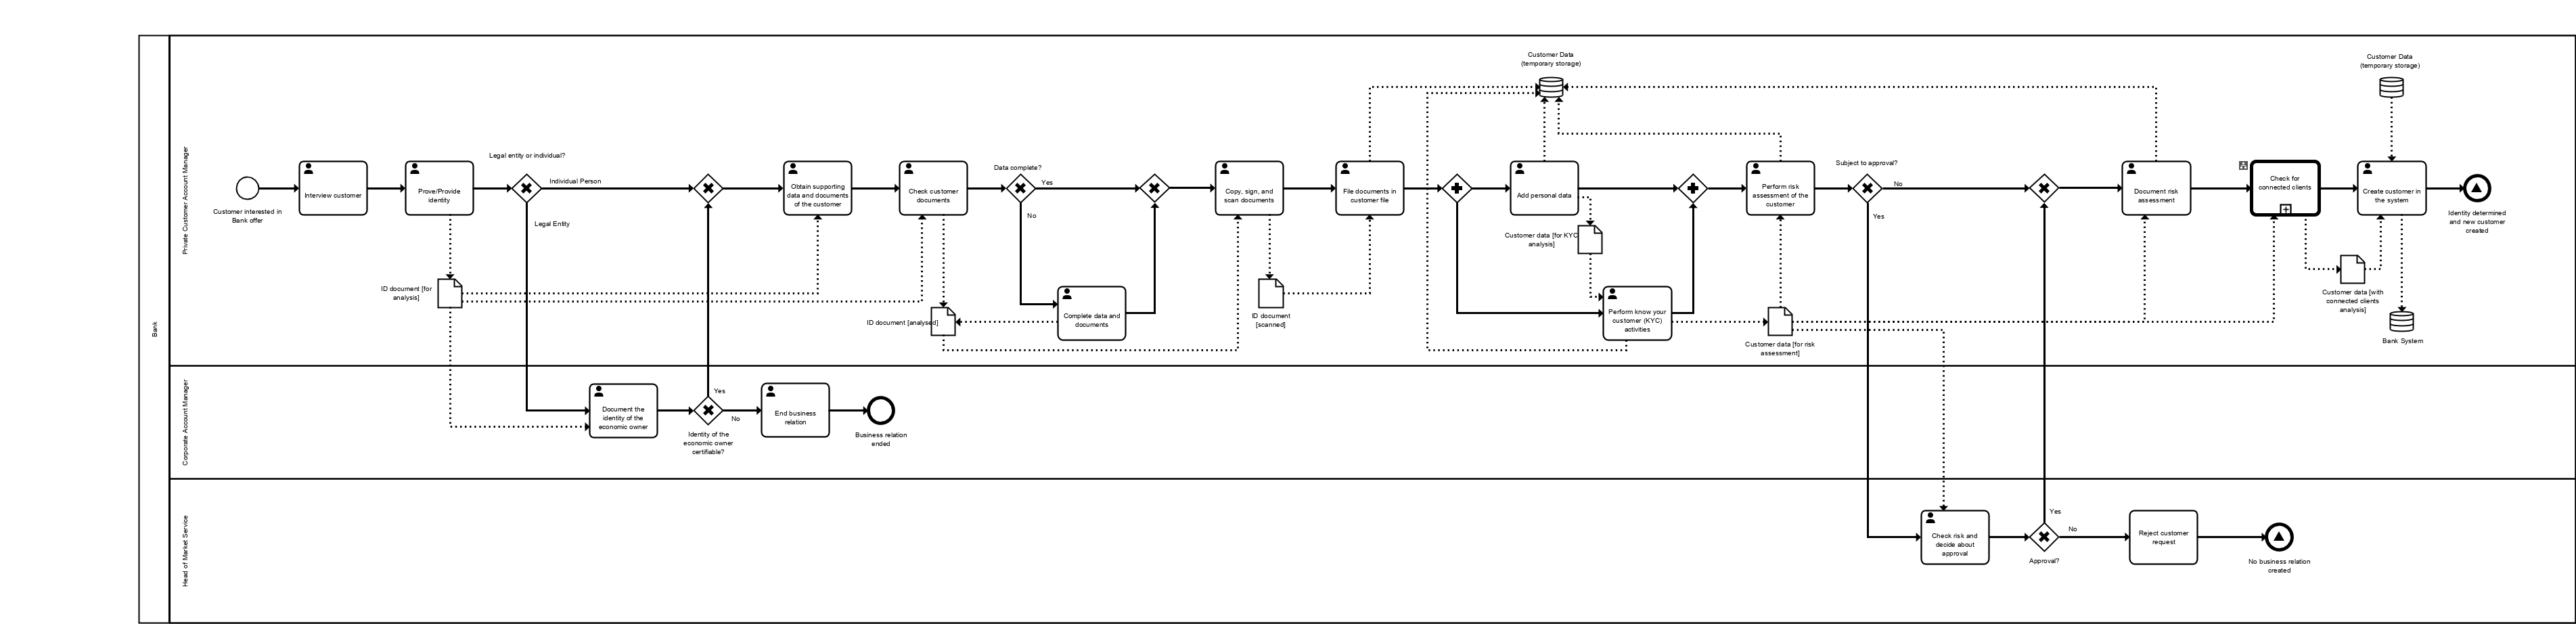 Bank
Private Customer Account Manager
Customer interested in
Bank offer
Interview customer
Prove/Provide
identity
Legal entity or individual?
Individual Person
Legal Entity
ID document [for
analysis]
Obtain supporting
data and documents
of the customer
Check customer
documents
Data complete?
Yes
No
ID document [analysed]
Complete data and
documents
Copy, sign, and
scan documents
ID document
[scanned]
File documents in
customer file
Customer Data
(temporary storage)
Add personal data
Customer data [for KYC
analysis]
Perform know your
customer (KYC)
activities
Perform risk
assessment of the
customer
Customer data [for risk
assessment]
Subject to approval?
No
Yes
Document risk
assessment
Check for
connected clients
Customer Data
(temporary storage)
Create customer in
the system
Customer data [with
connected clients
analysis]
Bank System
Identity determined
and new customer
created
Corporate Account Manager
Document the
identity of the
economic owner
Yes
No
Identity of the
economic owner
certifiable?
End business
relation
Business relation
ended
Head of Market Service
Check risk and
decide about
approval
Yes
No
Approval?
Reject customer
request
No business relation
created